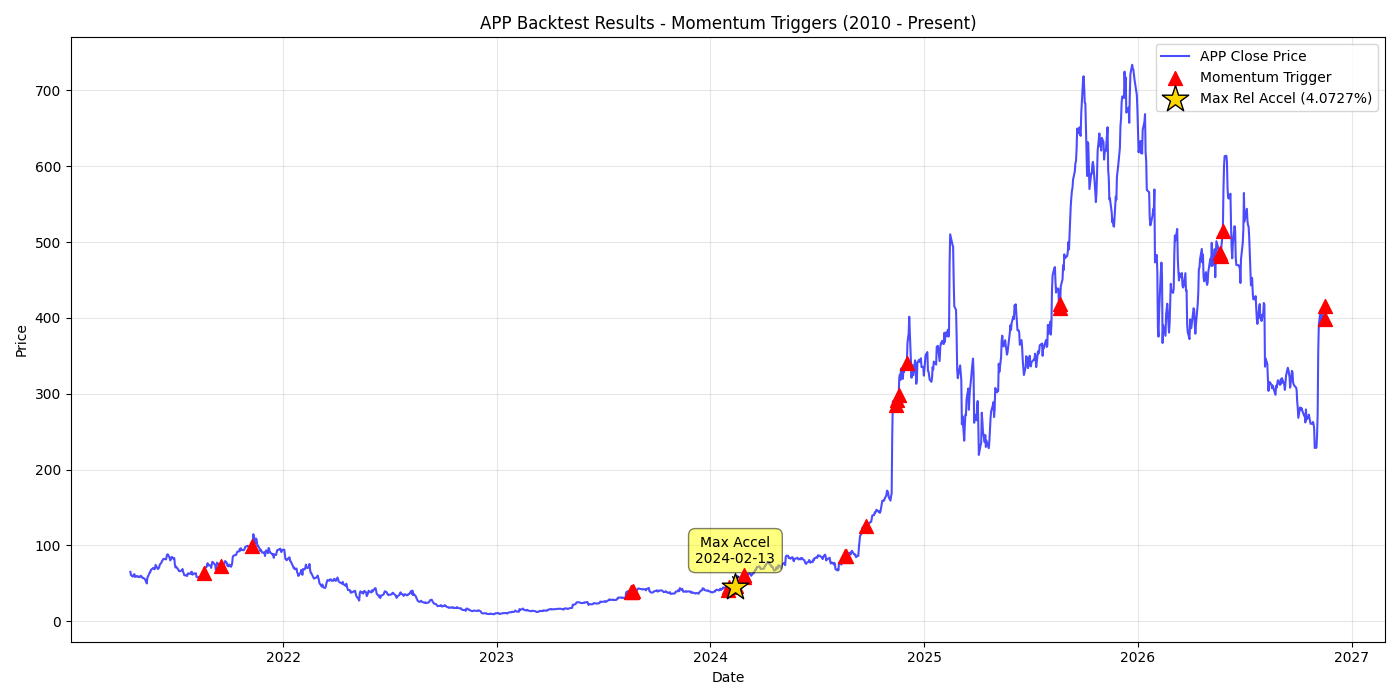 APP Backtest Results - Momentum Triggers (2010 - Present)
APP Close Price
Momentum Trigger
Max Rel Accel (4.0727%)
700
600
500
400
300
200
100
0
Price
Max Accel
2024-02-13
2022
2023
2024
2025
2026
2027
Date